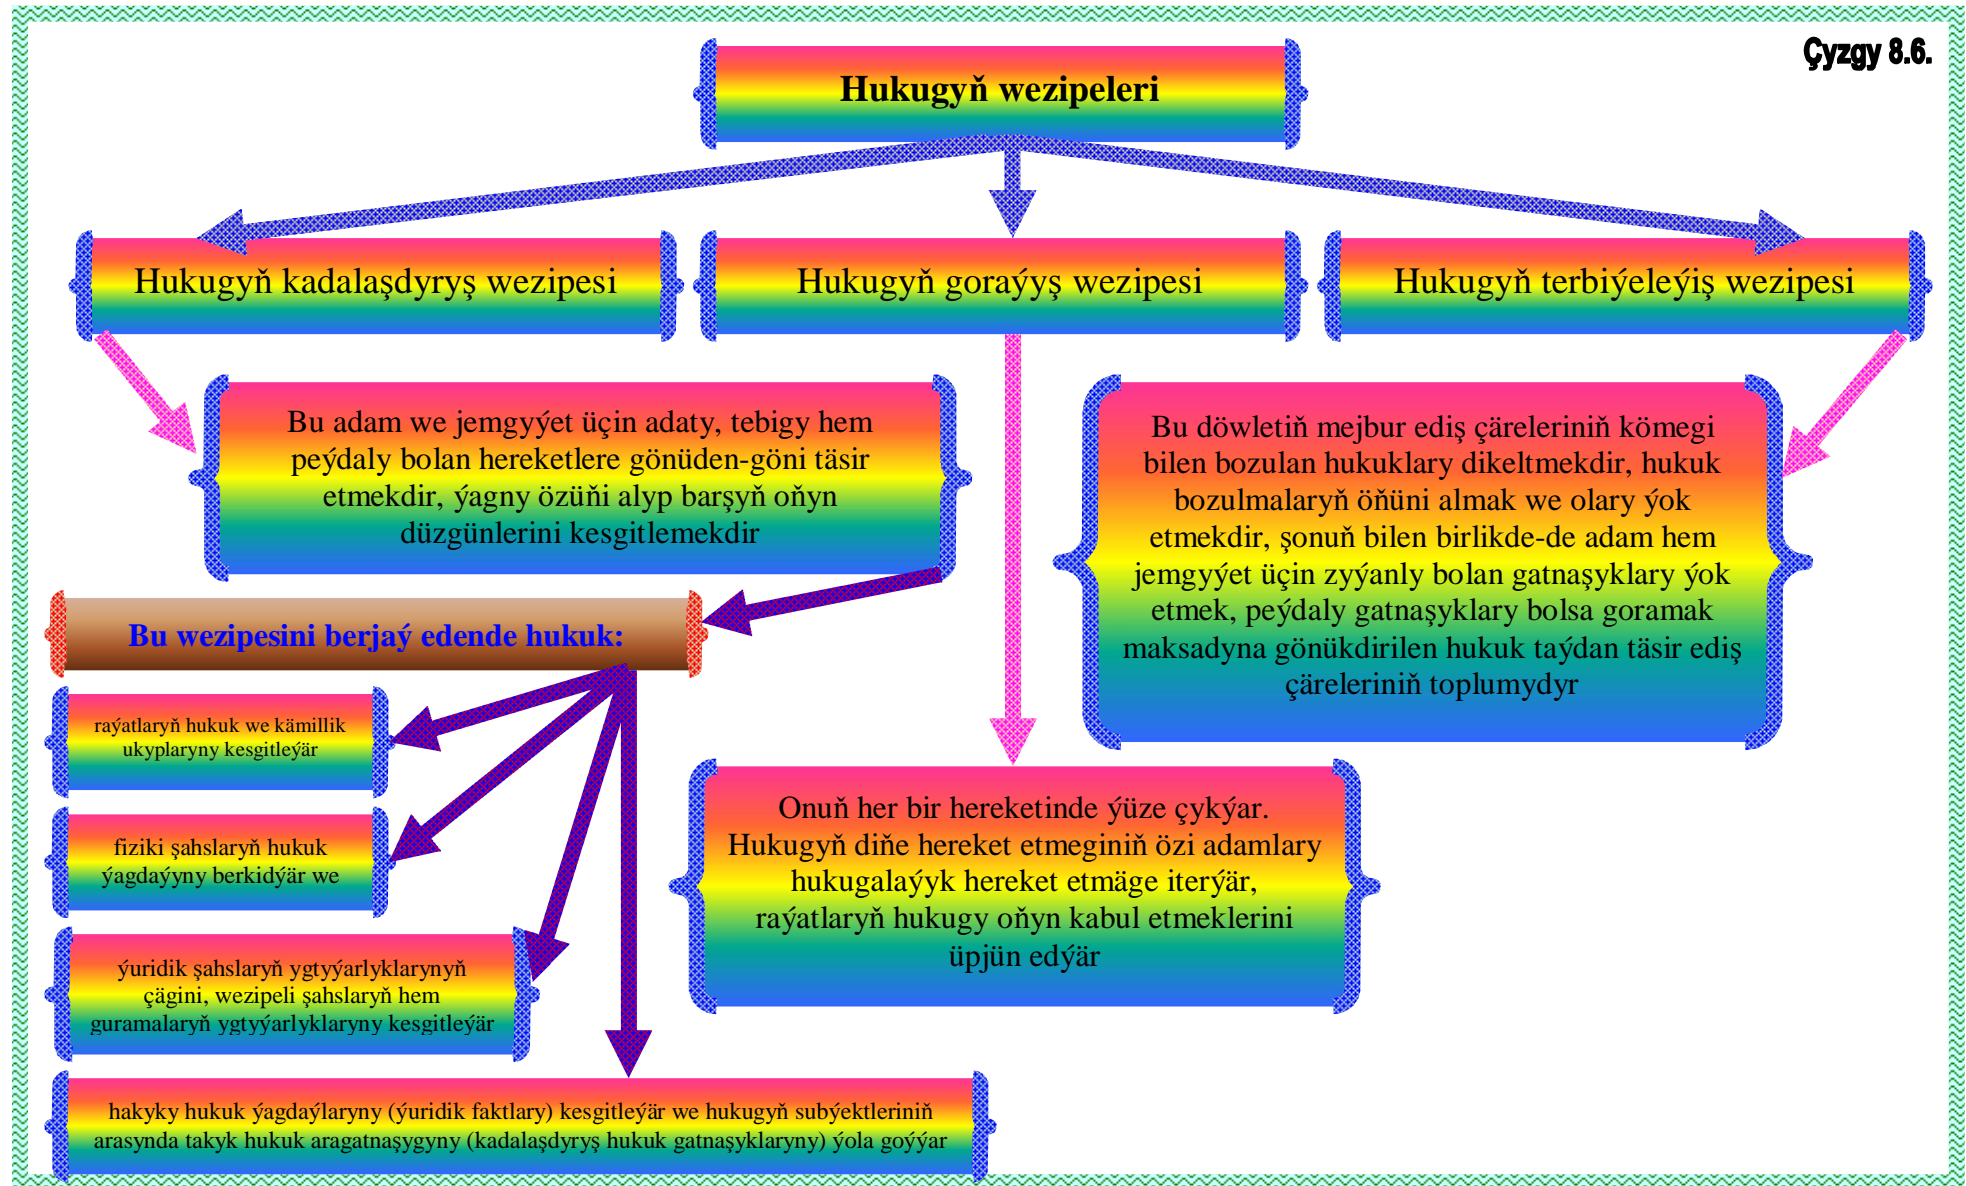 Çyzgy 8.6.
Hukugyň wezipeleri
Hukugyň kadalaşdyryş wezipesi
Hukugyň goraýyş wezipesi
Hukugyň terbiýeleýiş wezipesi
Bu adam we jemgyýet üçin adaty, tebigy hem
peýdaly bolan hereketlere gönüden-göni täsir
etmekdir, ýagny özüňi alyp barşyň oňyn
düzgünlerini kesgitlemekdir
Bu döwletiň mejbur ediş çäreleriniň kömegi
bilen bozulan hukuklary dikeltmekdir, hukuk
bozulmalaryň öňüni almak we olary ýok
etmekdir, şonuň bilen birlikde-de adam hem
jemgyýet üçin zyýanly bolan gatnaşyklary ýok
etmek, peýdaly gatnaşyklary bolsa goramak
maksadyna gönükdirilen hukuk taýdan täsir ediş
çäreleriniň toplumydyr
Bu wezipesini berjaý edende hukuk:
raýatlaryň hukuk we kämillik
ukyplaryny kesgitleýär
fiziki şahslaryň hukuk
ýagdaýyny berkidýär we
ýuridik şahslaryň ygtyýarlyklarynyň
çägini, wezipeli şahslaryň hem
guramalaryň ygtyýarlyklaryny kesgitleýär
hakyky hukuk ýagdaýlaryny (ýuridik faktlary) kesgitleýär we hukugyň subýektleriniň
arasynda takyk hukuk aragatnaşygyny (kadalaşdyryş hukuk gatnaşyklaryny) ýola goýýar
Onuň her bir hereketinde ýüze çykýar.
Hukugyň diňe hereket etmeginiň özi adamlary
hukugalaýyk hereket etmäge iterýär,
raýatlaryň hukugy oňyn kabul etmeklerini
üpjün edýär